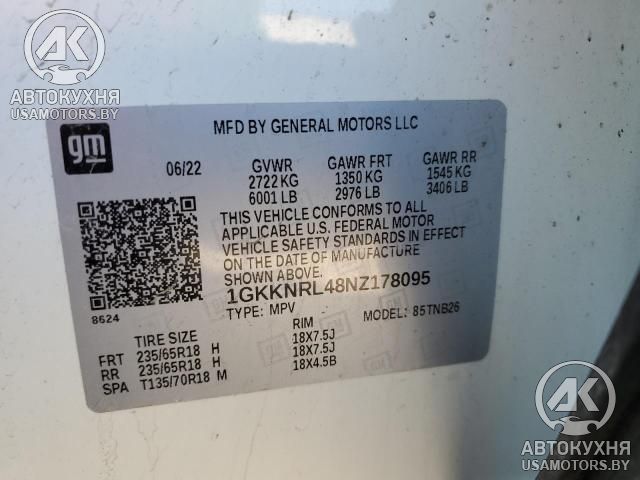 AK
АВТОКУХНЯ
USAMOTORS.BY
gm
MFD BY GENERAL MOTORS LLC
06/22 GVWR GAWR FRT GAWR RR
2722 KG 1350 KG 1545 KG
6001 LB 2976 LB 3406 LB
THIS VEHICLE CONFORMS TO ALL
APPLICABLE U.S. FEDERAL MOTOR
VEHICLE SAFETY STANDARDS IN EFFECT
ON THE DATE OF MANUFACTURE
SHOWN ABOVE.
1GKKNRL48NZ178095
8624
TYPE: MPV MODEL: 85TNB26
TIRE SIZE RIM
FRT 235/65R18 H 18X7.5J
RR 235/65R18 H 18X7.5J
SPA T135/70R18 M 18X4.5B
AK
АВТОКУХНЯ
USAMOTORS.BY